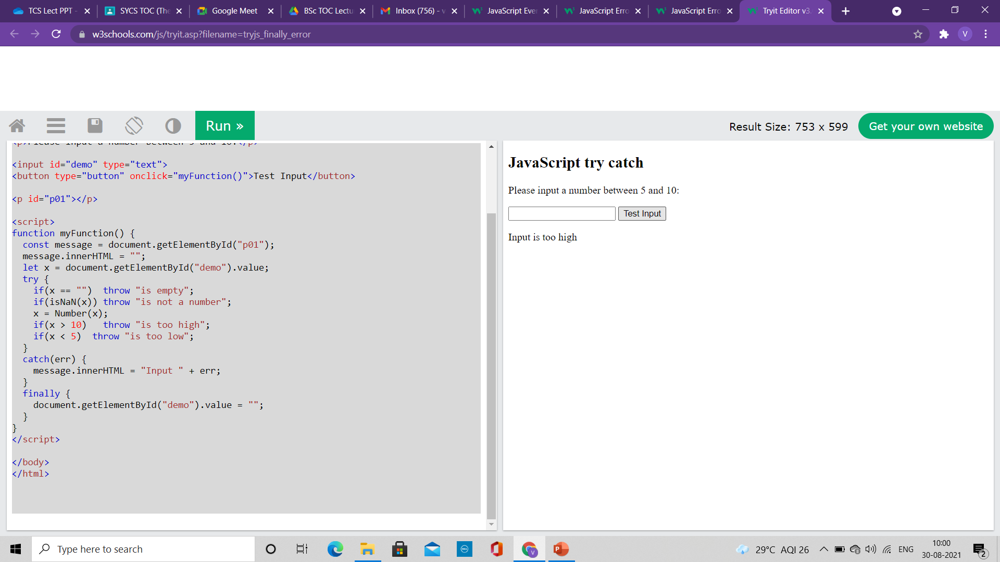 TCS Lect PPT -
SYCS TOC (The
Google Meet
BSc TOC Lectu
Inbox (756) - v
JavaScript Eve
JavaScript Erro
JavaScript Erro
Tryit Editor v3.
w3schools.com/js/tryit.asp?filename=tryjs_finally_error
V
Run »
Result Size: 753 x 599
Get your own website
<p>Please input a number between 5 and 10:</p>
<input id="demo" type="text">
<button type="button" onclick="myFunction()">Test Input</button>
<p id="p01"></p>
<script>
function myFunction() {
const message = document.getElementById("p01");
message.innerHTML = "";
let x = document.getElementById("demo").value;
try {
if(x == "")  throw "is empty";
if(isNaN(x)) throw "is not a number";
x = Number(x);
if(x > 10)   throw "is too high";
if(x < 5)  throw "is too low";
}
catch(err) {
message.innerHTML = "Input " + err;
}
finally {
document.getElementById("demo").value = "";
}
}
</script>
</body>
</html>
JavaScript try catch
Please input a number between 5 and 10:
Test Input
Input is too high
Type here to search
DELL
P
V
29°C AQI 26
ENG
10:00
30-08-2021
2